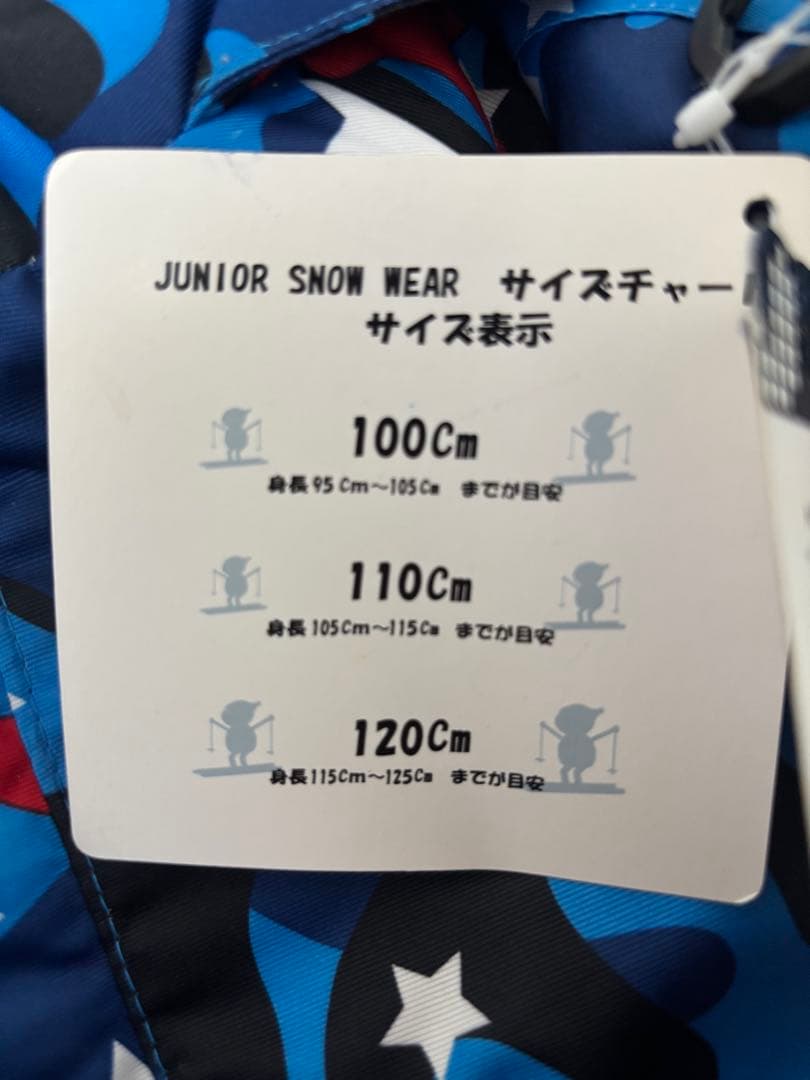 JUNIOR SNOW WEAR サイズチャー
サイズ表示
100Cm
身長95Cm～105Cm までが目安
110Cm
身長105Cm～115Cm までが目安
120Cm
身長115Cm～125Cm までが目安